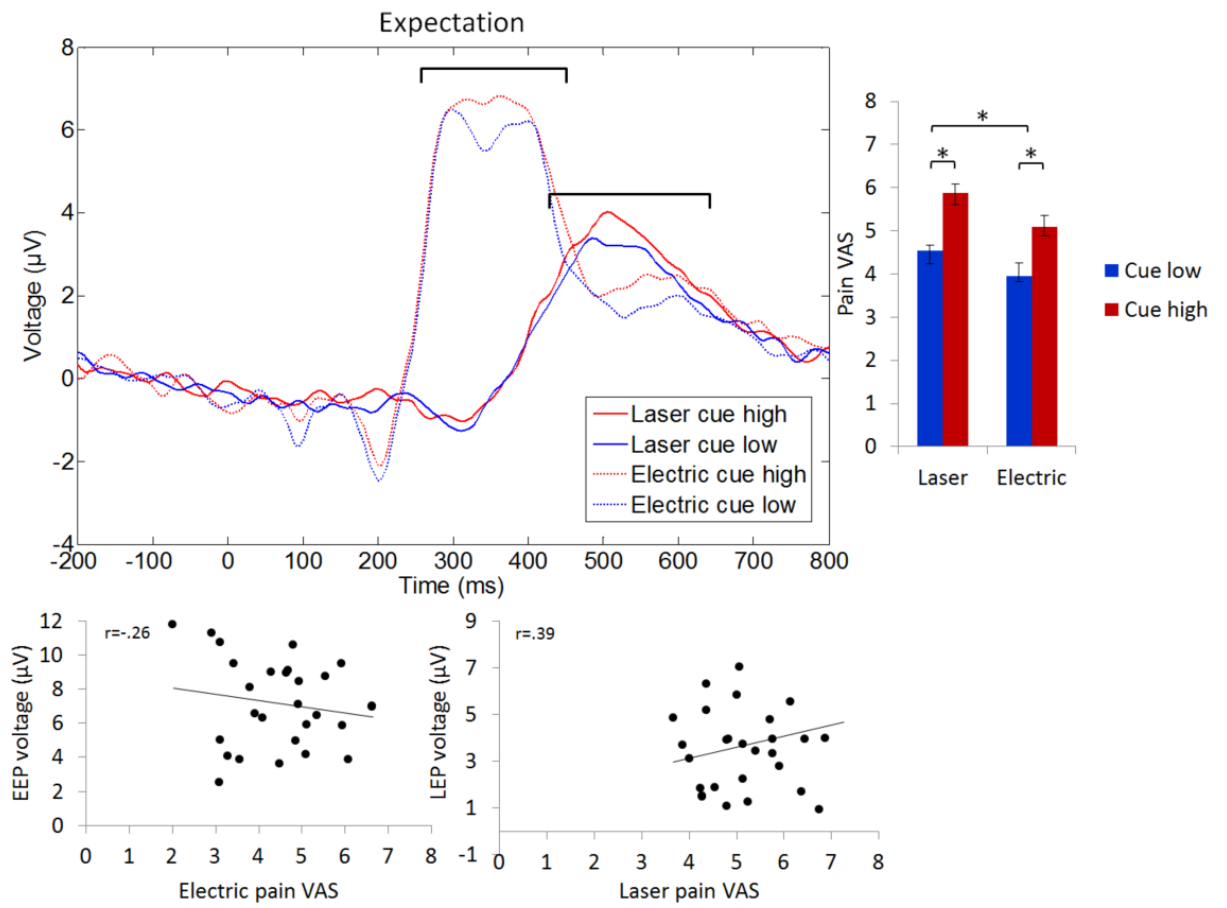 Expectation
8
6
4
2
0
-2
-4
Voltage (µV)
-200 -100 0 100 200 300 400 500 600 700 800
Time (ms)
Laser cue high
Laser cue low
Electric cue high
Electric cue low
8
7
6
5
4
3
2
1
0
Pain VAS
*
* *
Laser Electric
Cue low
Cue high
12
10
8
6
4
2
0
EEP voltage (µV)
r=-.26
0 1 2 3 4 5 6 7 8
Electric pain VAS
9
7
5
3
1
-1
LEP voltage (µV)
r=.39
0 1 2 3 4 5 6 7 8
Laser pain VAS